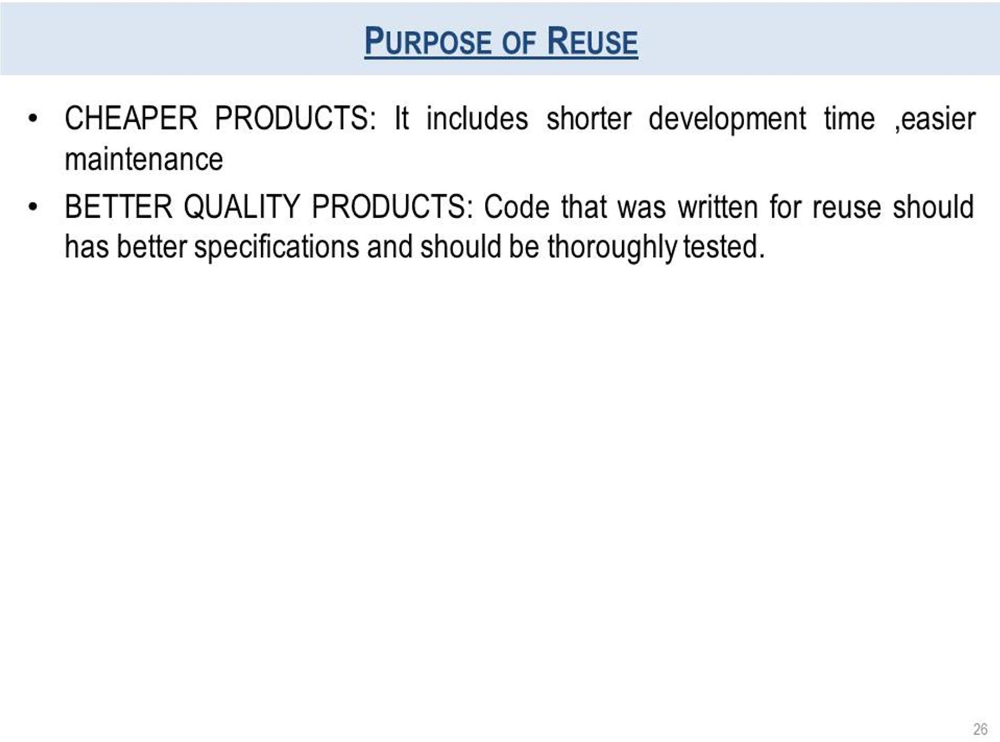 PURPOSE OF REUSE
• CHEAPER PRODUCTS: It includes shorter development time ,easier
maintenance
• BETTER QUALITY PRODUCTS: Code that was written for reuse should
has better specifications and should be thoroughly tested.
26